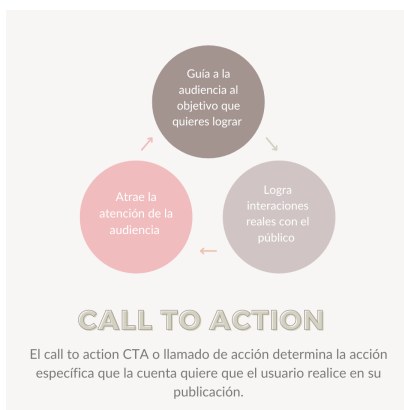 Guía a la
audiencia al
objetivo que
quieres lograr
Atrae la
atención de la
audiencia
Logra
interaciones
reales con el
público
CALL TO ACTION
El call to action CTA o llamado de acción determina la acción
específica que la cuenta quiere que el usuario realice en su
publicación.